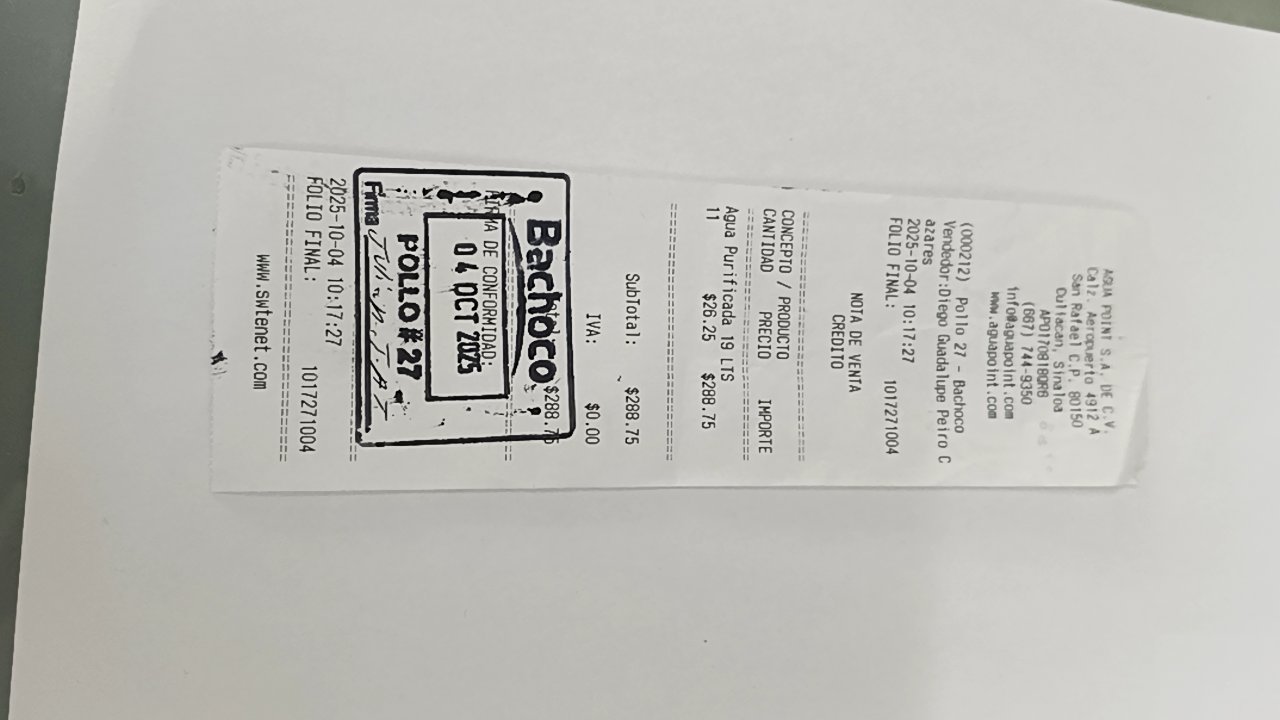 AGUA POINT S.A. DE C.V.
Calz. Aeropuerto 4912 A
San Rafael C.P. 80150
Culiacan, Sinaloa
APO170818QR8
(667) 744-9350
info@aguapoint.com
www.aguapoint.com
(000212) Pollo 27 - Bachoco
Vendedor:Diego Guadalupe Peiro C
azares
2025-10-04 10:17:27
FOLIO FINAL: 1017271004
NOTA DE VENTA
CREDITO
CONCEPTO / PRODUCTO
CANTIDAD PRECIO IMPORTE
Agua Purificada 19 LTS
11 $26.25 $288.75
SubTotal: $288.75
IVA: $0.00
$288.75
Bachoco
FIRMA DE CONFORMIDAD:
04 OCT 2025
POLLO # 27
Firma
2025-10-04 10:17:27
FOLIO FINAL: 1017271004
www.swtenet.com